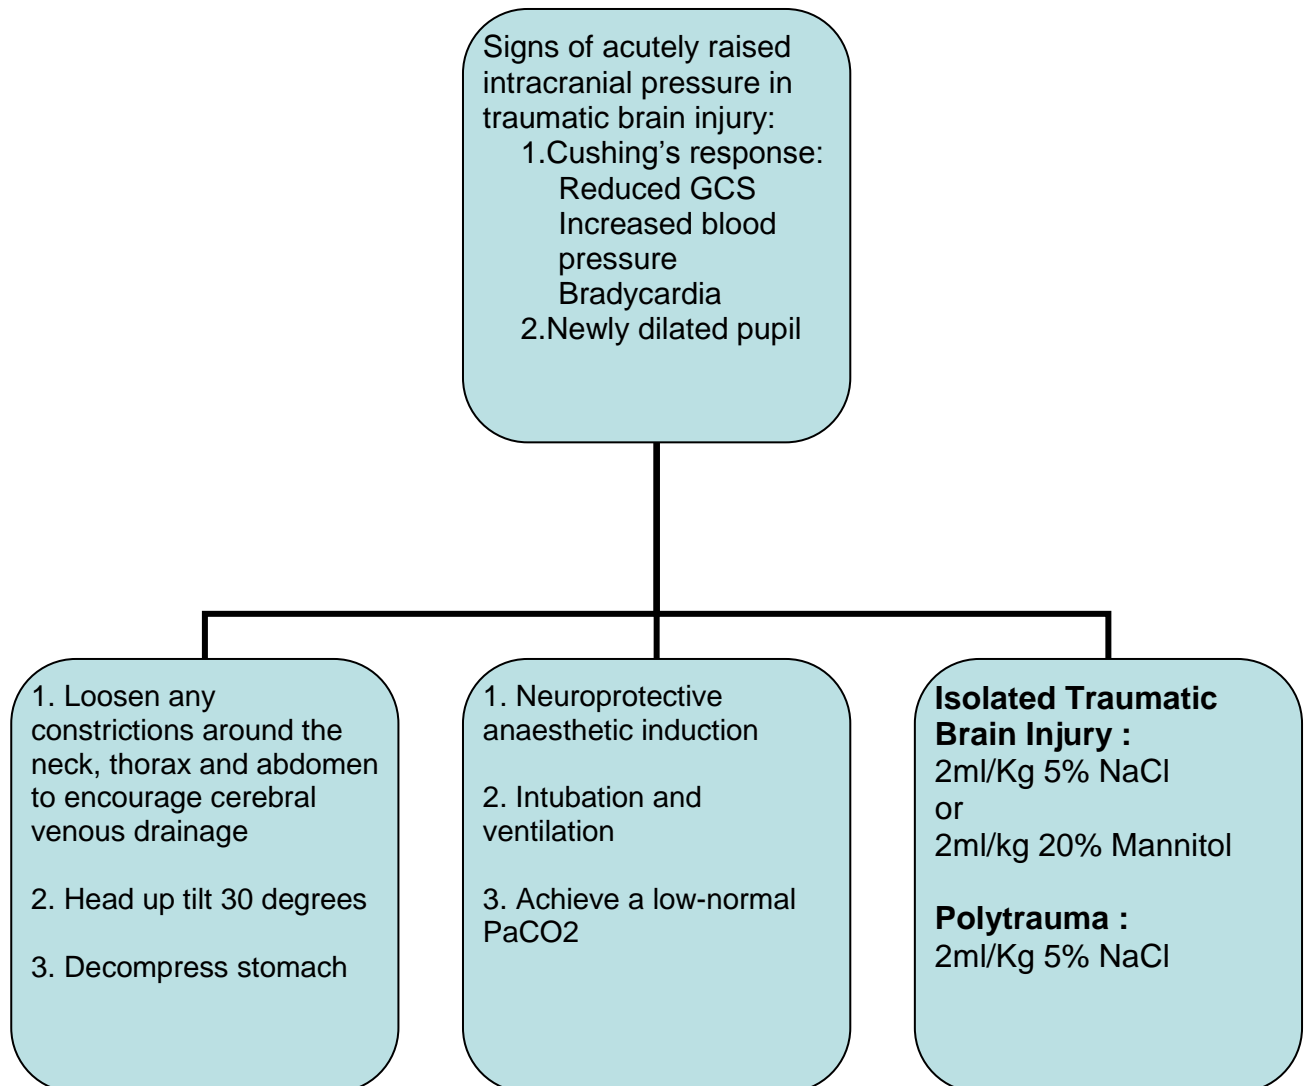 Signs of acutely raised
intracranial pressure in
traumatic brain injury:
1.Cushing’s response:
Reduced GCS
Increased blood
pressure
Bradycardia
2.Newly dilated pupil
1. Loosen any
constrictions around the
neck, thorax and abdomen
to encourage cerebral
venous drainage
2. Head up tilt 30 degrees
3. Decompress stomach
1. Neuroprotective
anaesthetic induction
2. Intubation and
ventilation
3. Achieve a low-normal
PaCO2
Isolated Traumatic
Brain Injury :
2ml/Kg 5% NaCl
or
2ml/kg 20% Mannitol
Polytrauma :
2ml/Kg 5% NaCl